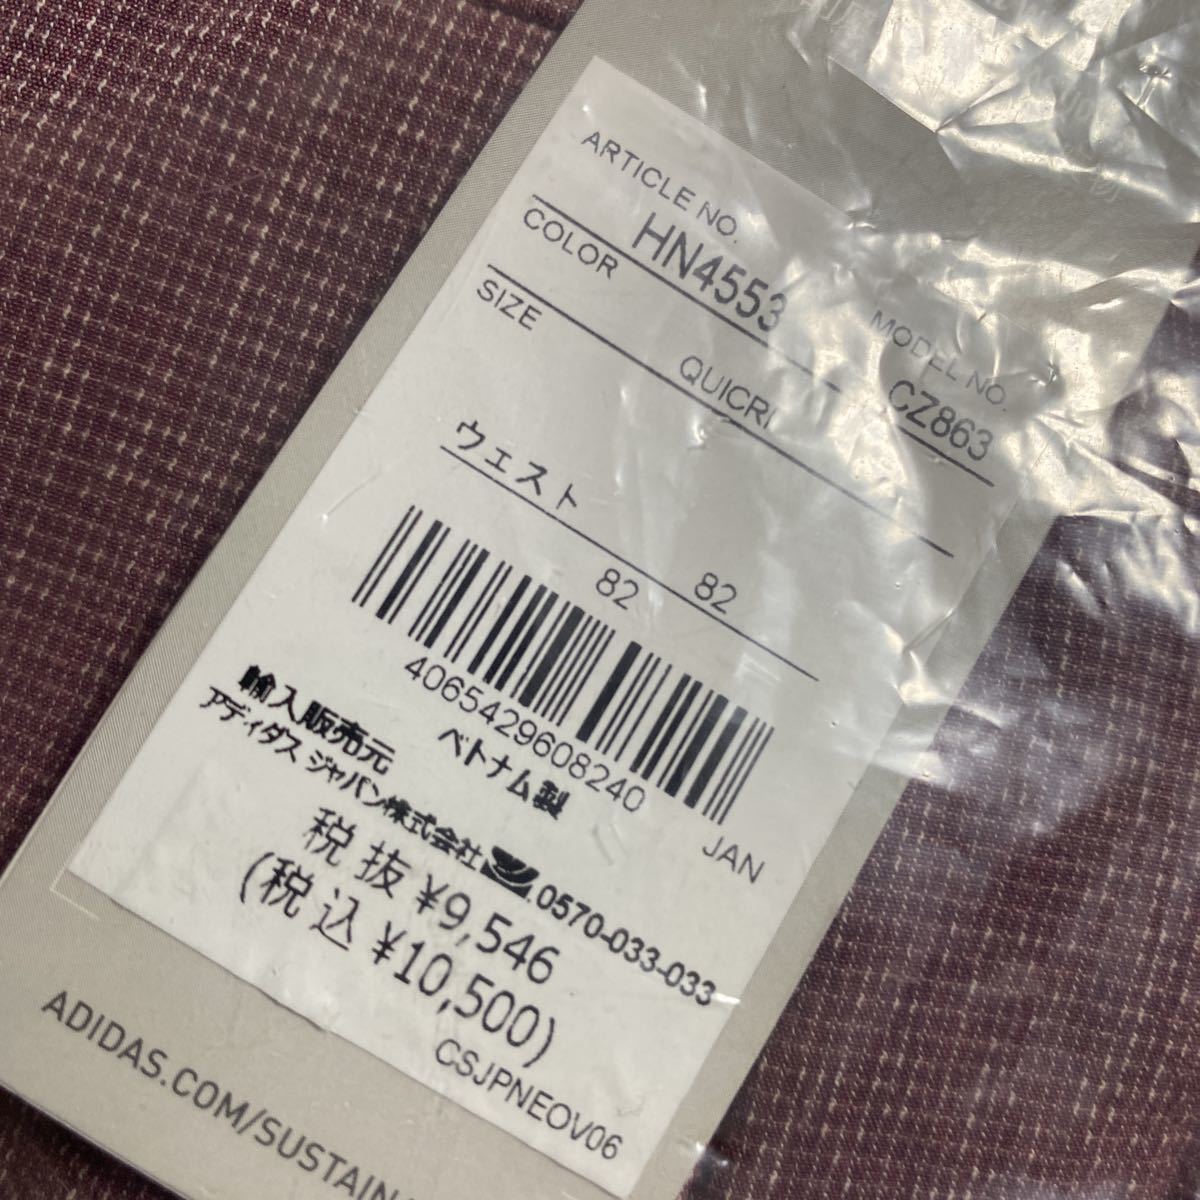 ARTICLE NO.
HN4553
MODEL NO.
CZ863
COLOR
QUICRI
SIZE
ウェスト
82
82
4065429608240
JAN
ベトナム製
輸入販売元
アディダス ジャパン株式会社 0570-033-033
税 抜 ¥9,546
(税 込 ¥10,500)
CSJPNEOV06
ADIDAS.COM/SUSTAIN